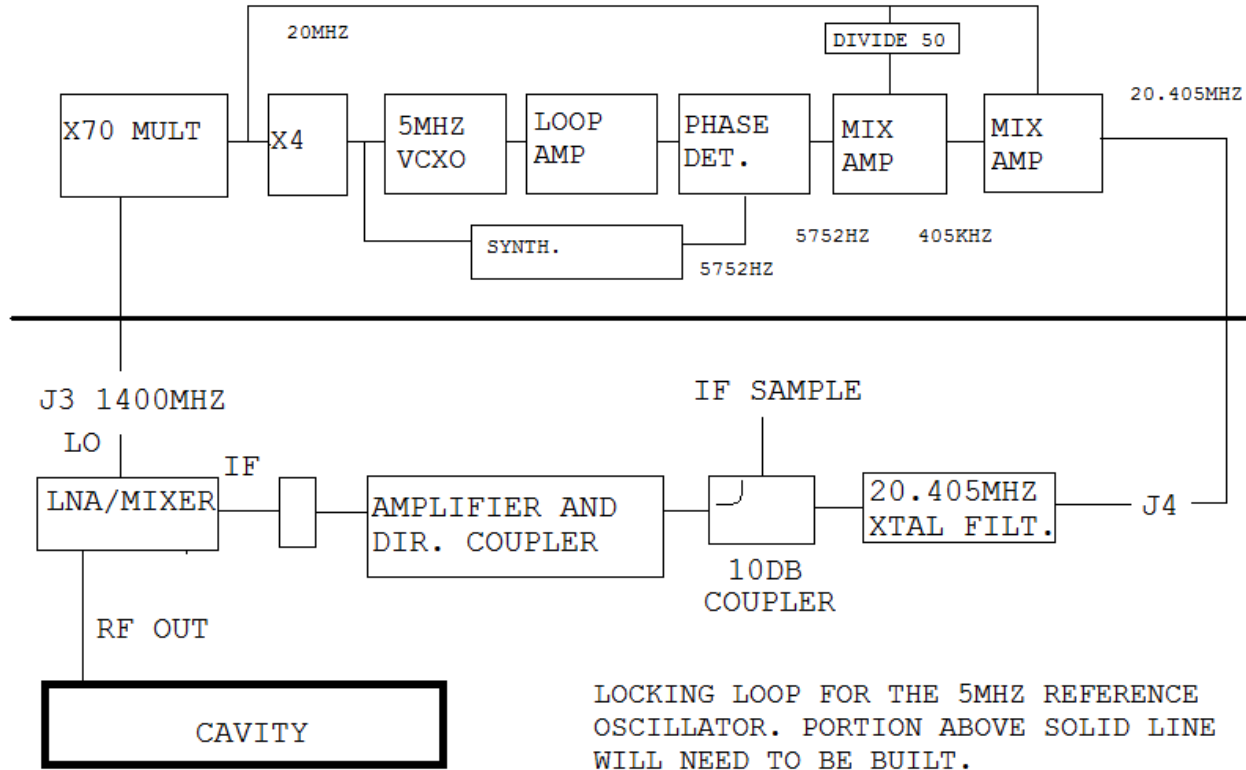 20MHZ
DIVIDE 50
20.405MHZ
X70 MULT
X4
5MHZ
VCXO
LOOP
AMP
PHASE
DET.
MIX
AMP
MIX
AMP
SYNTH.
5752HZ
5752HZ
405KHZ
J3 1400MHZ
LO
IF
LNA/MIXER
AMPLIFIER AND
DIR. COUPLER
IF SAMPLE
10DB
COUPLER
20.405MHZ
XTAL FILT.
J4
RF OUT
CAVITY
LOCKING LOOP FOR THE 5MHZ REFERENCE
OSCILLATOR. PORTION ABOVE SOLID LINE
WILL NEED TO BE BUILT.